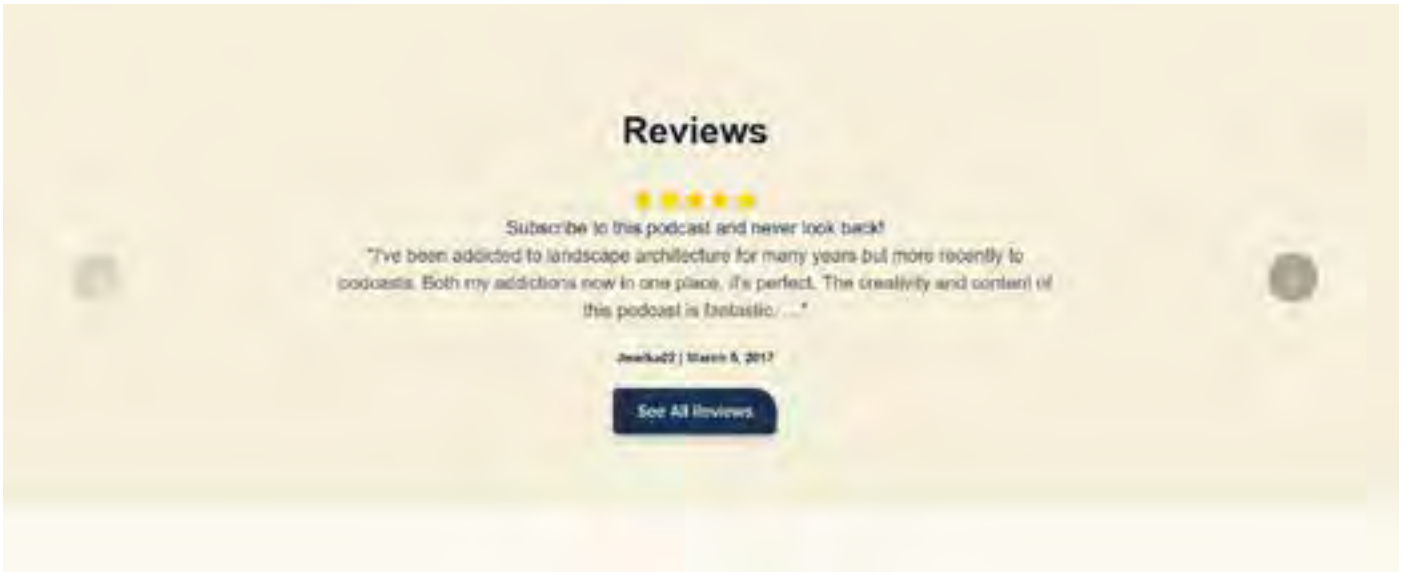 Reviews
Subscribe to this podcast and never look back!
"I've been addicted to landscape architecture for many years but more recently to
podcasts. Both my addictions now in one place, it's perfect. The creativity and content of
this podcast is fantastic. ..."
| March 5, 2017
See All Reviews